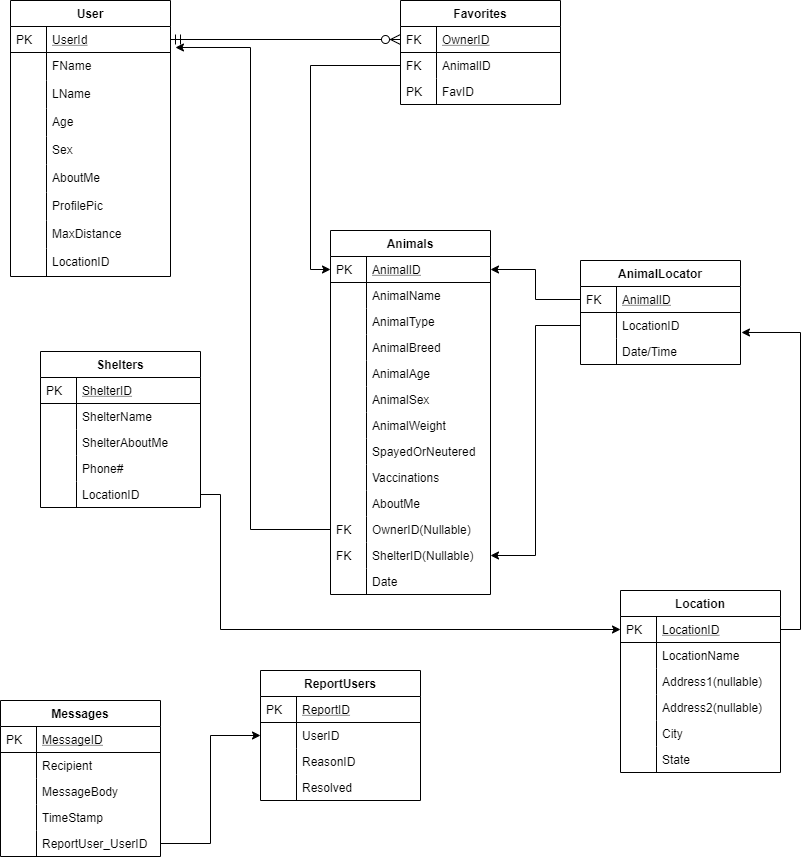 User
PK UserId
FName
LName
Age
Sex
AboutMe
ProfilePic
MaxDistance
LocationID
Favorites
FK OwnerID
FK AnimalID
PK FavID
Animals
PK AnimalID
AnimalName
AnimalType
AnimalBreed
AnimalAge
AnimalSex
AnimalWeight
SpayedOrNeutered
Vaccinations
AboutMe
FK OwnerID(Nullable)
FK ShelterID(Nullable)
Date
AnimalLocator
FK AnimalID
LocationID
Date/Time
Shelters
PK ShelterID
ShelterName
ShelterAboutMe
Phone#
LocationID
Location
PK LocationID
LocationName
Address1(nullable)
Address2(nullable)
City
State
ReportUsers
PK ReportID
UserID
ReasonID
Resolved
Messages
PK MessageID
Recipient
MessageBody
TimeStamp
ReportUser_UserID